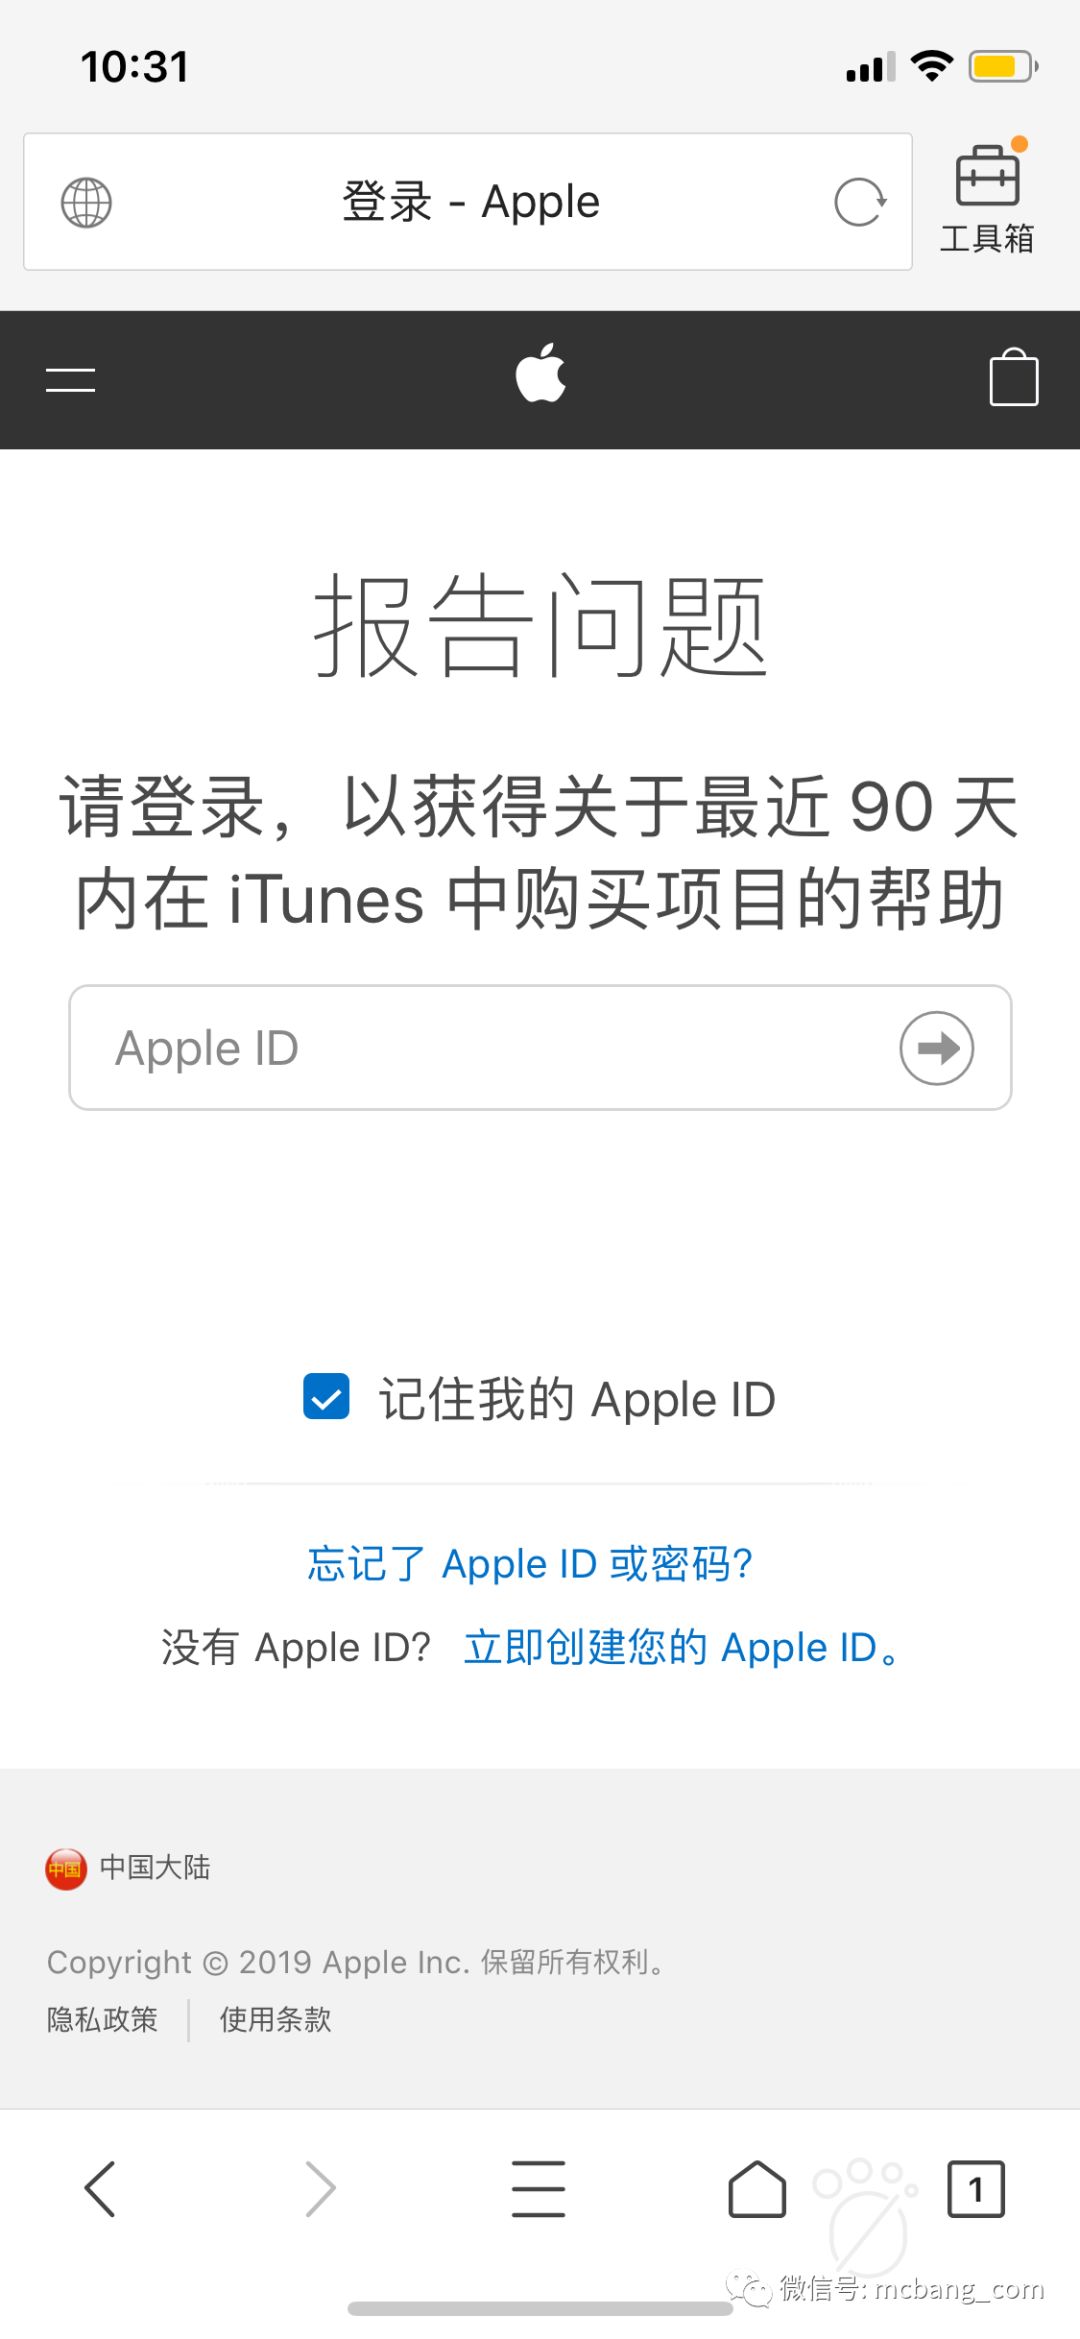 10:31
登录 - Apple
工具箱
报告问题
请登录，以获得关于最近 90 天
内在 iTunes 中购买项目的帮助
Apple ID
记住我的 Apple ID
忘记了 Apple ID 或密码?
没有 Apple ID? 立即创建您的 Apple ID。
中国 中国大陆
Copyright © 2019 Apple Inc. 保留所有权利。
隐私政策 | 使用条款
1
微信号: mcbang_com